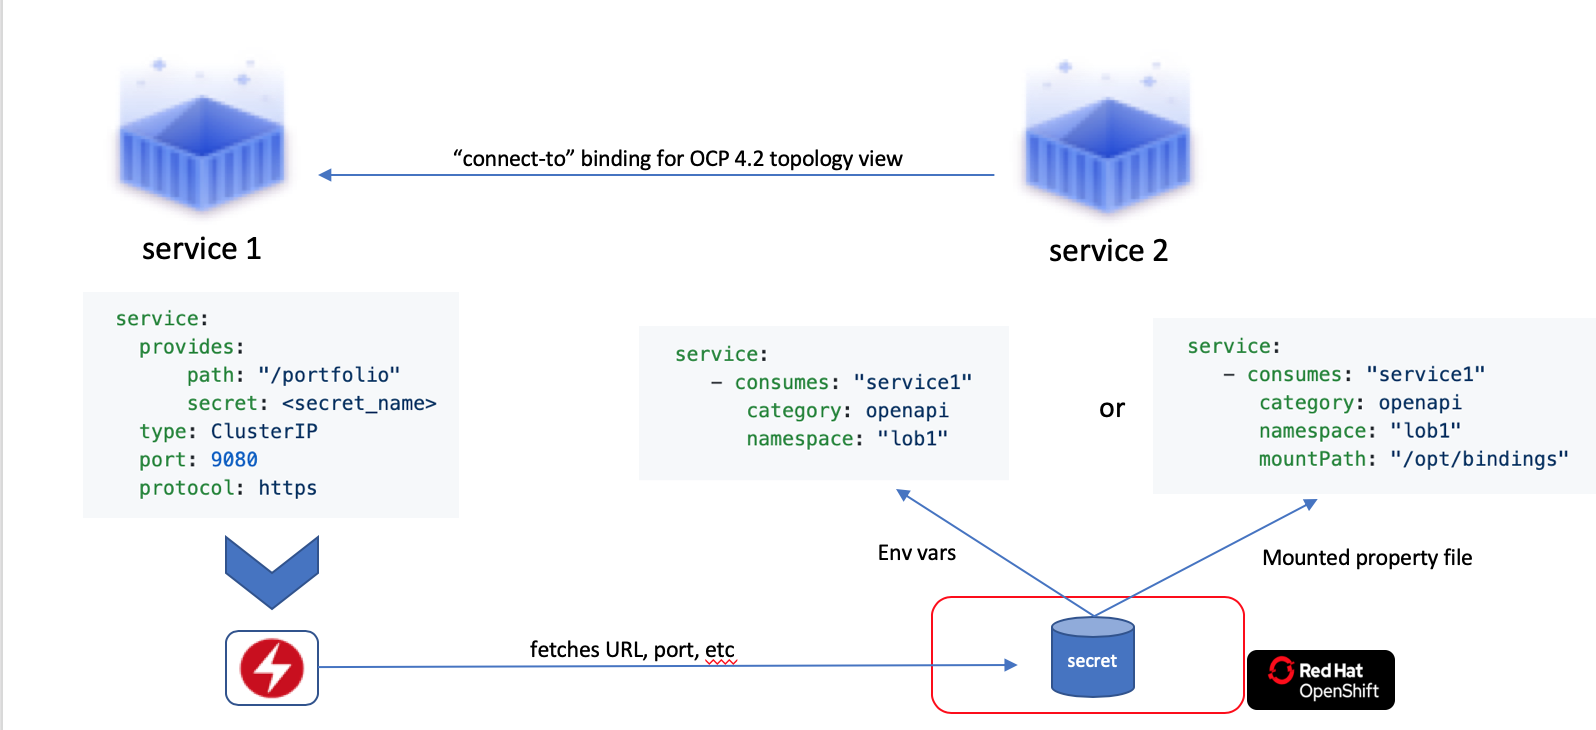 “connect-to” binding for OCP 4.2 topology view
service 1
service 2
service:
  provides:
      path: "/portfolio"
      secret: <secret_name>
  type: ClusterIP
  port: 9080
  protocol: https
service:
   – consumes: "service1"
      category: openapi
      namespace: "lob1"
or
service:
   – consumes: "service1"
      category: openapi
      namespace: "lob1"
      mountPath: "/opt/bindings"
Env vars
Mounted property file
fetches URL, port, etc
secret
Red Hat
OpenShift